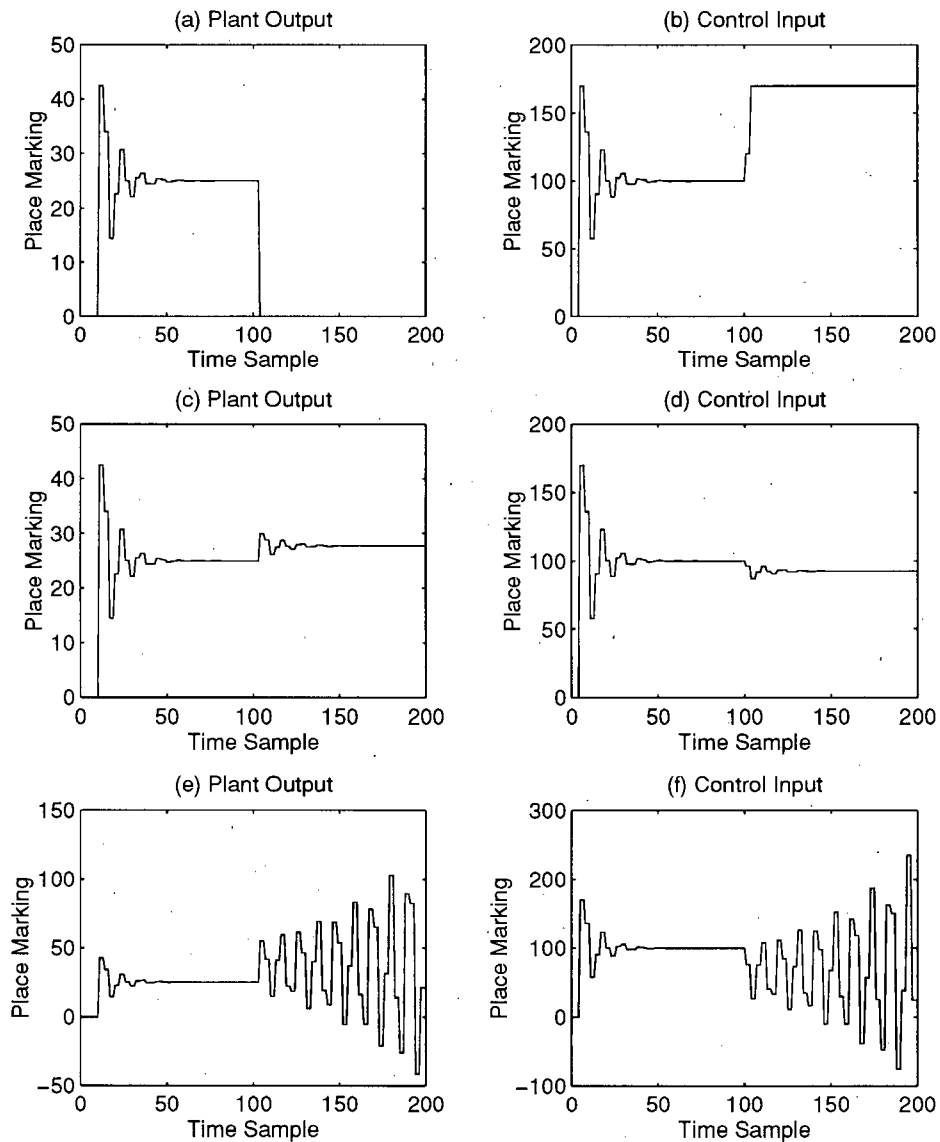 (a) Plant Output
(b) Control Input
50
40
30
20
10
0
Place Marking
0 50 100 150 200
Time Sample
200
150
100
50
0
Place Marking
0 50 100 150 200
Time Sample
(c) Plant Output
(d) Control Input
50
40
30
20
10
0
Place Marking
0 50 100 150 200
Time Sample
200
150
100
50
0
Place Marking
0 50 100 150 200
Time Sample
(e) Plant Output
(f) Control Input
150
100
50
0
−50
Place Marking
0 50 100 150 200
Time Sample
300
200
100
0
−100
Place Marking
0 50 100 150 200
Time Sample